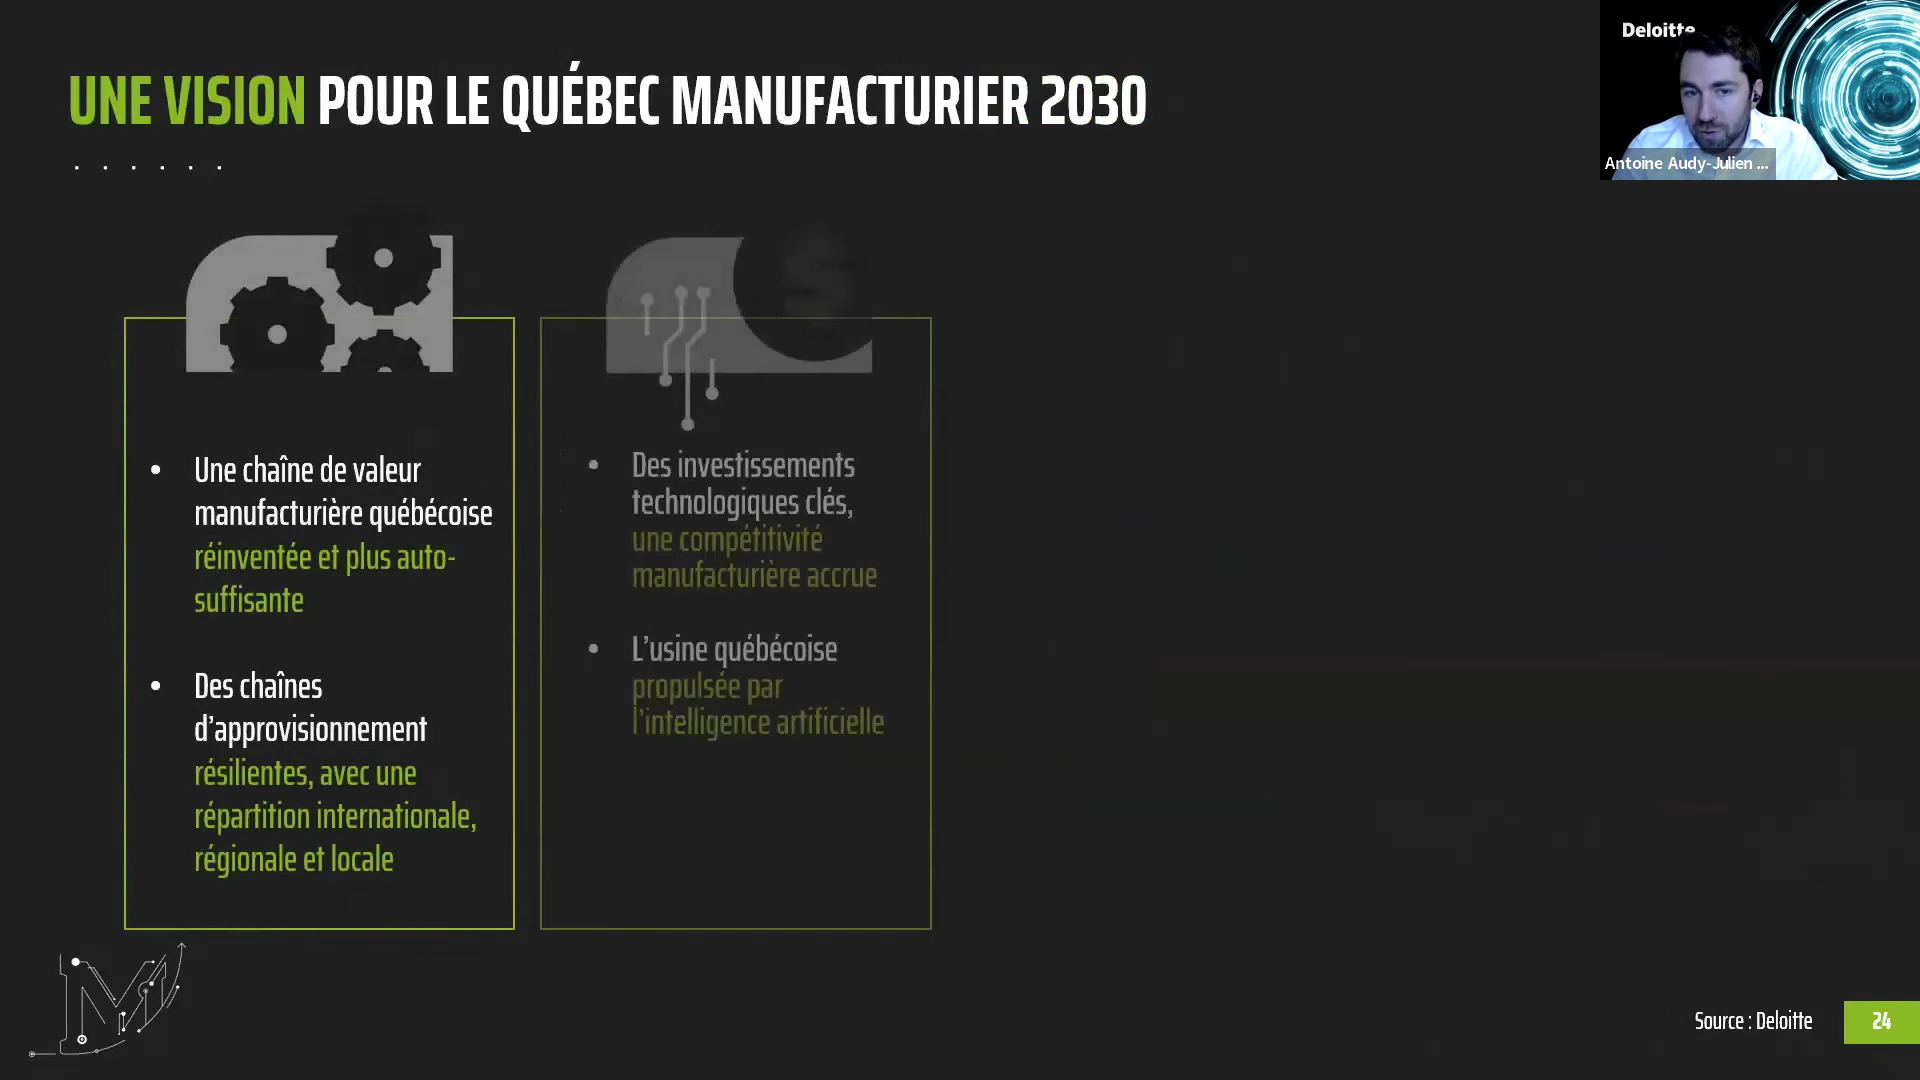 UNE VISION POUR LE QUÉBEC MANUFACTURIER 2030
Deloitte
Antoine Audy-Julien ...
• Une chaîne de valeur
manufacturière québécoise
réinventée et plus auto-
suffisante
• Des chaînes
d’approvisionnement
résilientes, avec une
répartition internationale,
régionale et locale
• Des investissements
technologiques clés,
une compétitivité
manufacturière accrue
• L’usine québécoise
propulsée par
l’intelligence artificielle
Source : Deloitte
24